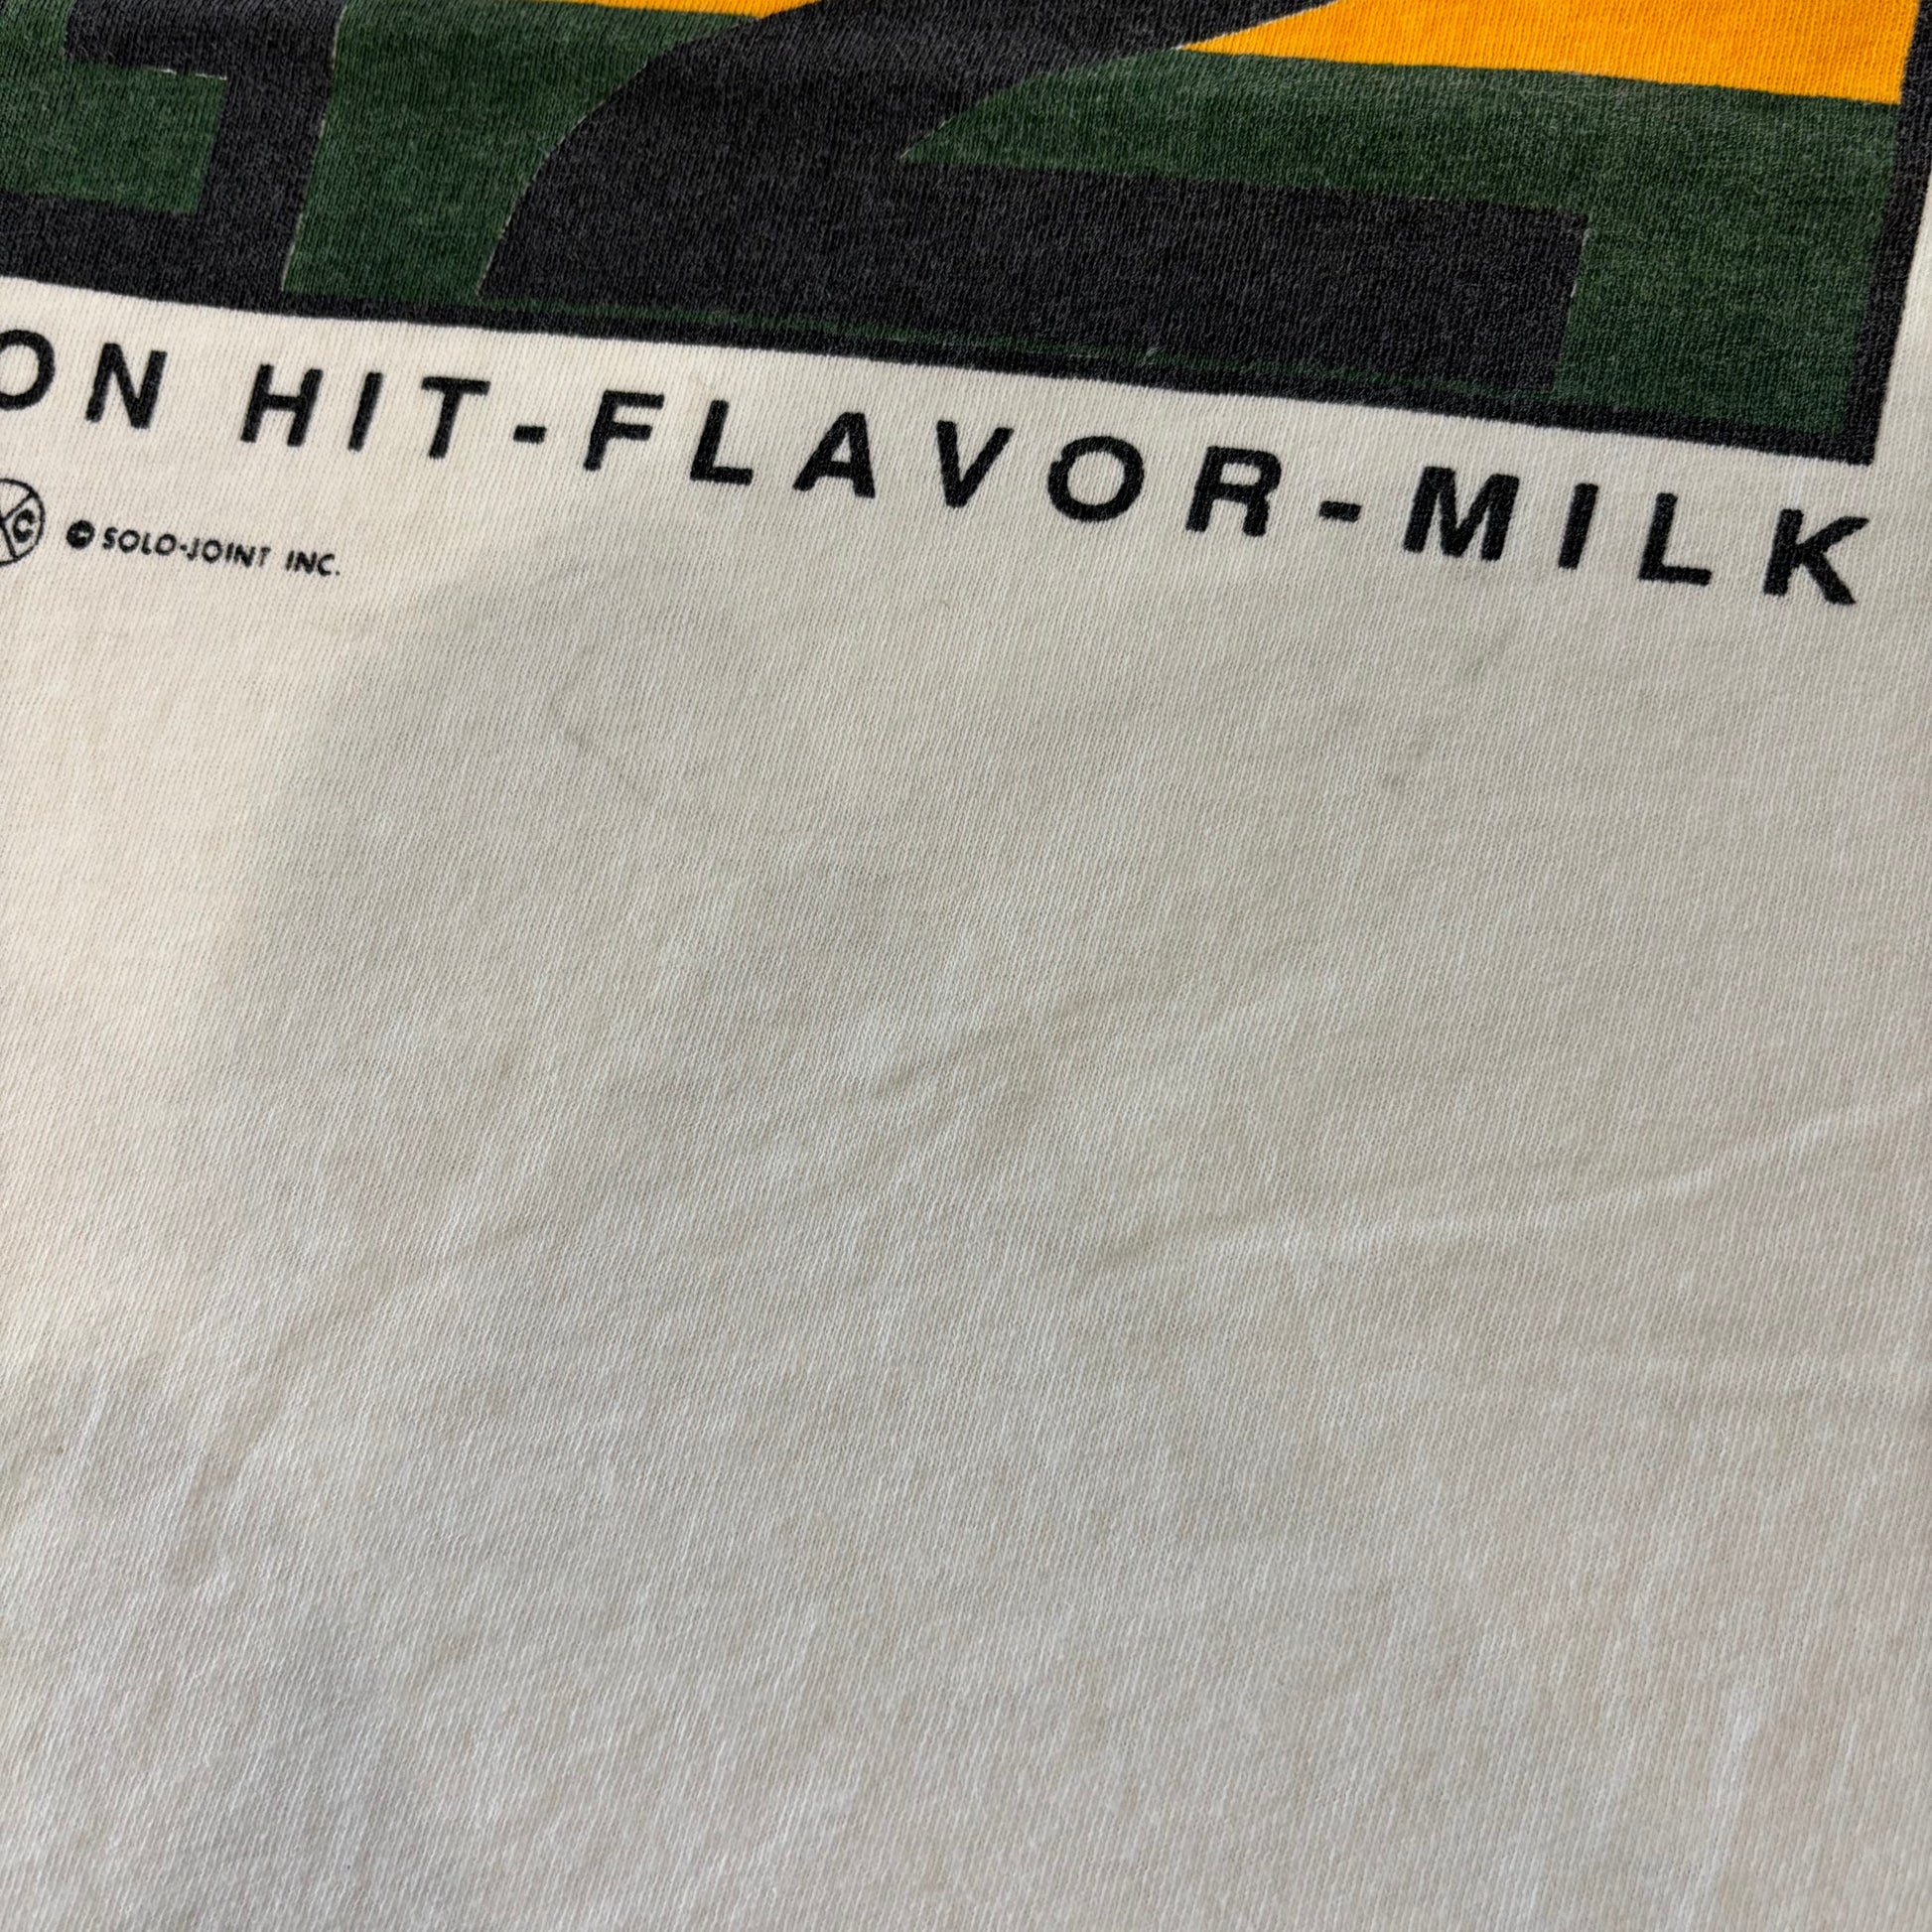 ON HIT-FLAVOR-MILK
© SOLO-JOINT INC.